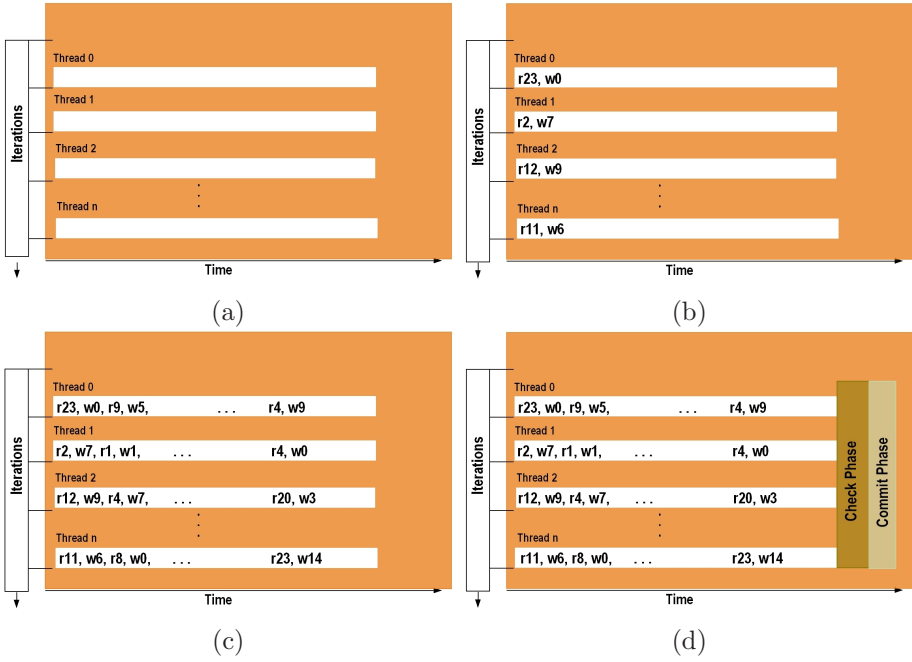 Iterations
Thread 0
Thread 1
Thread 2
Thread n
Time
(a)
Iterations
Thread 0
r23, w0
Thread 1
r2, w7
Thread 2
r12, w9
Thread n
r11, w6
Time
(b)
Iterations
Thread 0
r23, w0, r9, w5, . . . r4, w9
Thread 1
r2, w7, r1, w1, . . . r4, w0
Thread 2
r12, w9, r4, w7, . . . r20, w3
Thread n
r11, w6, r8, w0, . . . r23, w14
Time
(c)
Iterations
Thread 0
r23, w0, r9, w5, . . . r4, w9
Thread 1
r2, w7, r1, w1, . . . r4, w0
Thread 2
r12, w9, r4, w7, . . . r20, w3
Thread n
r11, w6, r8, w0, . . . r23, w14
Check Phase
Commit Phase
Time
(d)